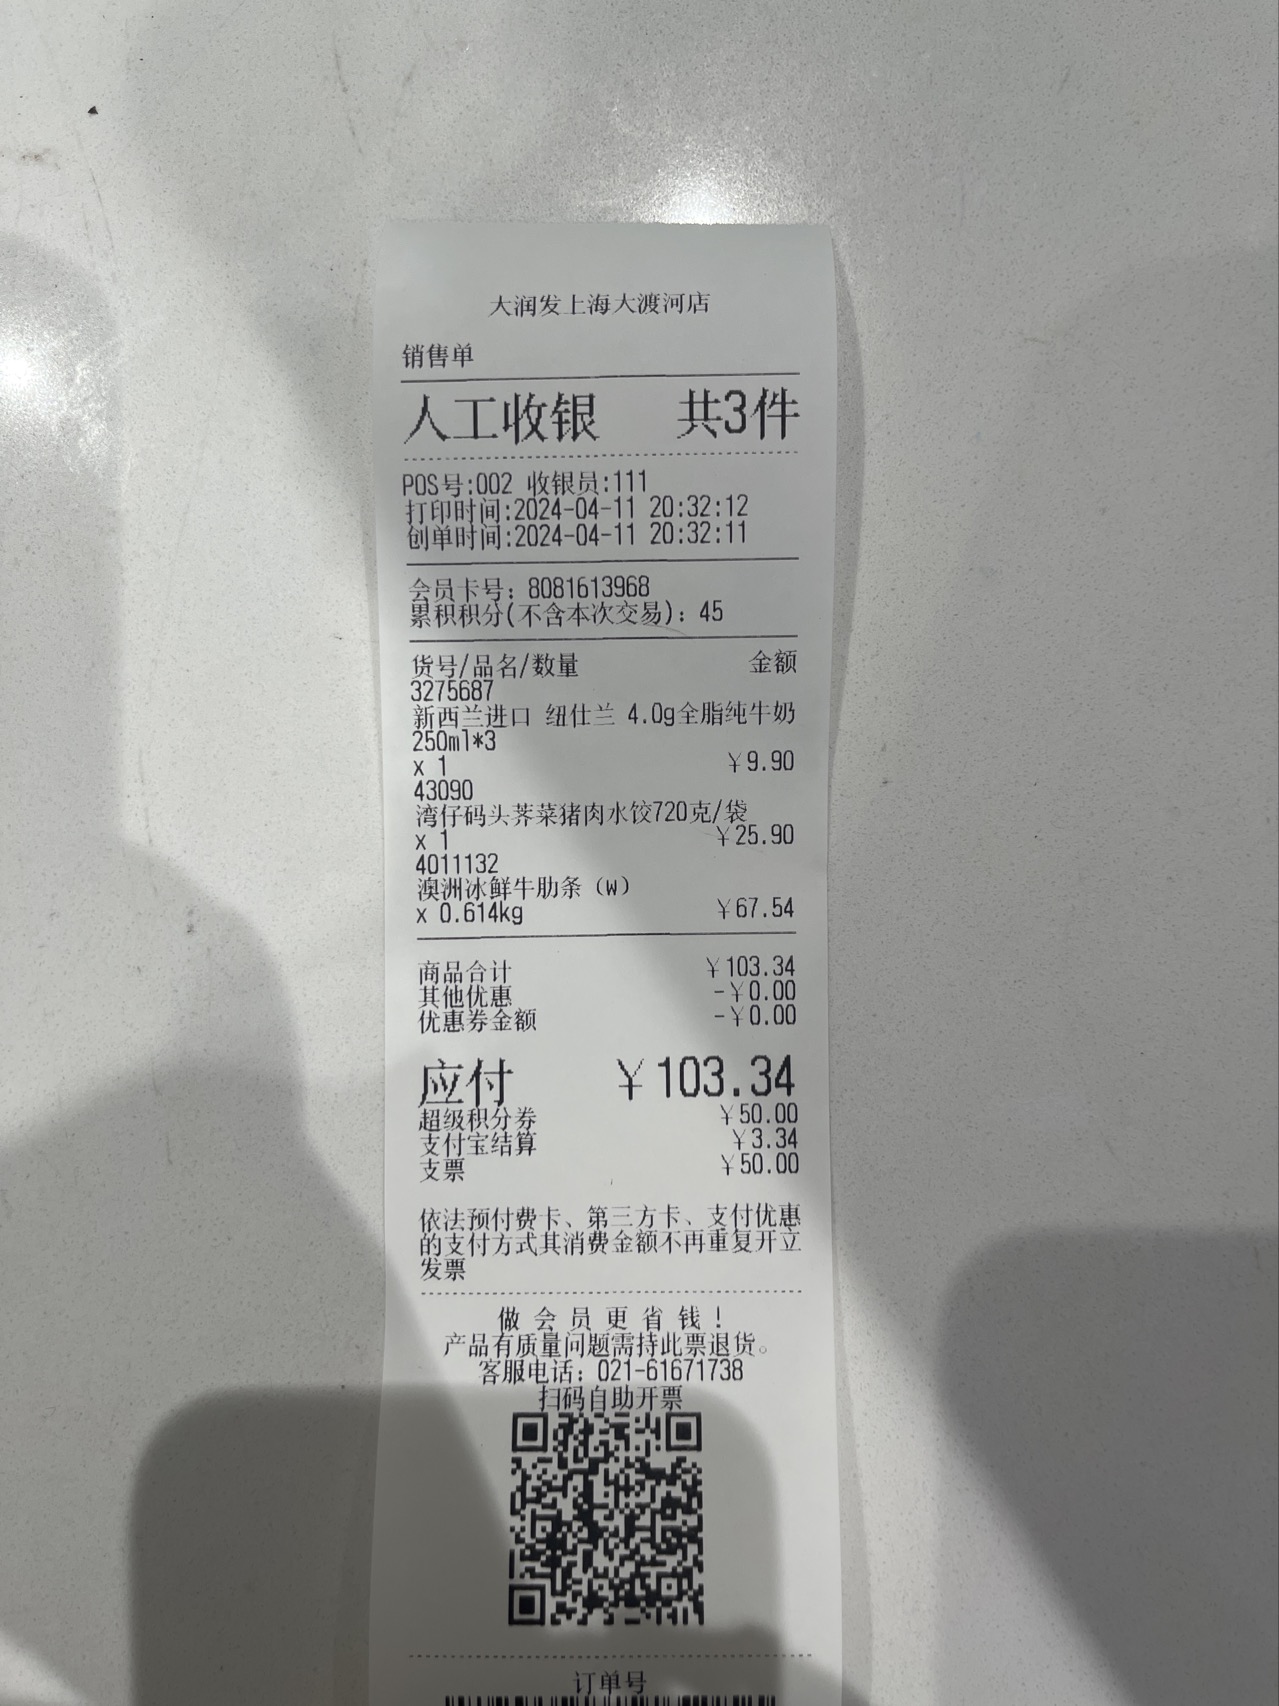 大润发上海大渡河店
销售单
人工收银 共3件
POS号:002 收银员:111
打印时间:2024-04-11 20:32:12
创单时间:2024-04-11 20:32:11
会员卡号: 8081613968
累积积分(不含本次交易): 45
货号/品名/数量 金额
3275687
新西兰进口 纽仕兰 4.0g全脂纯牛奶
250ml*3
x 1 ¥9.90
43090
湾仔码头荠菜猪肉水饺720克/袋
x 1 ¥25.90
4011132
澳洲冰鲜牛肋条（W）
x 0.614kg ¥67.54
商品合计 ¥103.34
其他优惠 -¥0.00
优惠券金额 -¥0.00
应付 ¥103.34
超级积分券 ¥50.00
支付宝结算 ¥3.34
支票 ¥50.00
依法预付费卡、第三方卡、支付优惠
的支付方式其消费金额不再重复开立
发票
做会员更省钱！
产品有质量问题需持此票退货。
客服电话: 021-61671738
扫码自助开票
订单号